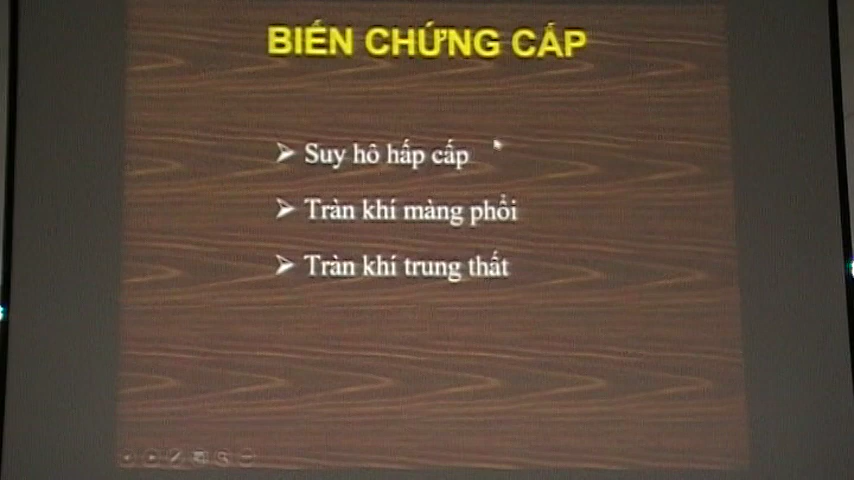 BIẾN CHỨNG CẤP
Suy hô hấp cấp
Tràn khí màng phổi
Tràn khí trung thất